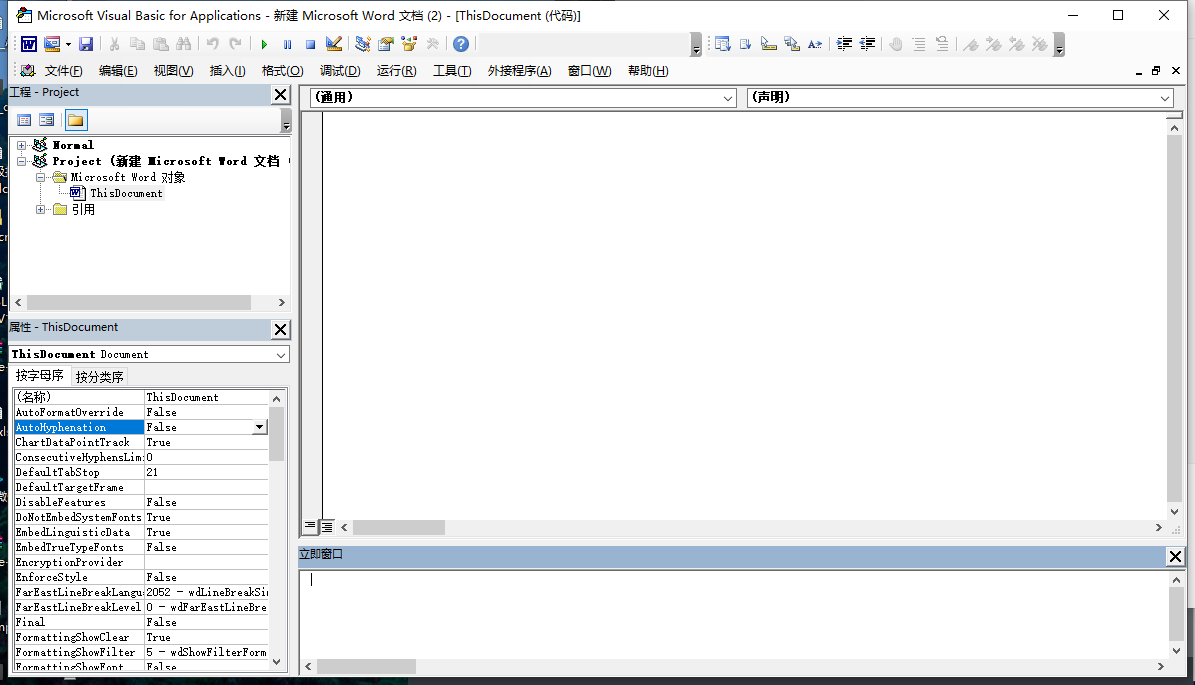 Microsoft Visual Basic for Applications - 新建 Microsoft Word 文档 (2) - [ThisDocument (代码)]
文件(F) 编辑(E) 视图(V) 插入(I) 格式(O) 调试(D) 运行(R) 工具(T) 外接程序(A) 窗口(W) 帮助(H)
工程 - Project
(通用) (声明)
Normal
Project (新建 Microsoft Word 文档
Microsoft Word 对象
ThisDocument
引用
属性 - ThisDocument
ThisDocument Document
按字母序 按分类序
(名称) ThisDocument
AutoFormatOverride False
AutoHyphenation False
ChartDataPointTrack True
ConsecutiveHyphensLim 0
DefaultTabStop 21
DefaultTargetFrame
DisableFeatures False
DoNotEmbedSystemFonts True
EmbedLinguisticData True
EmbedTrueTypeFonts False
EncryptionProvider
EnforceStyle False
FarEastLineBreakLangu 2052 - wdLineBreakSi
FarEastLineBreakLevel 0 - wdFarEastLineBre
Final False
FormattingShowClear True
FormattingShowFilter 5 - wdShowFilterForm
FormattingShowFont False
立即窗口